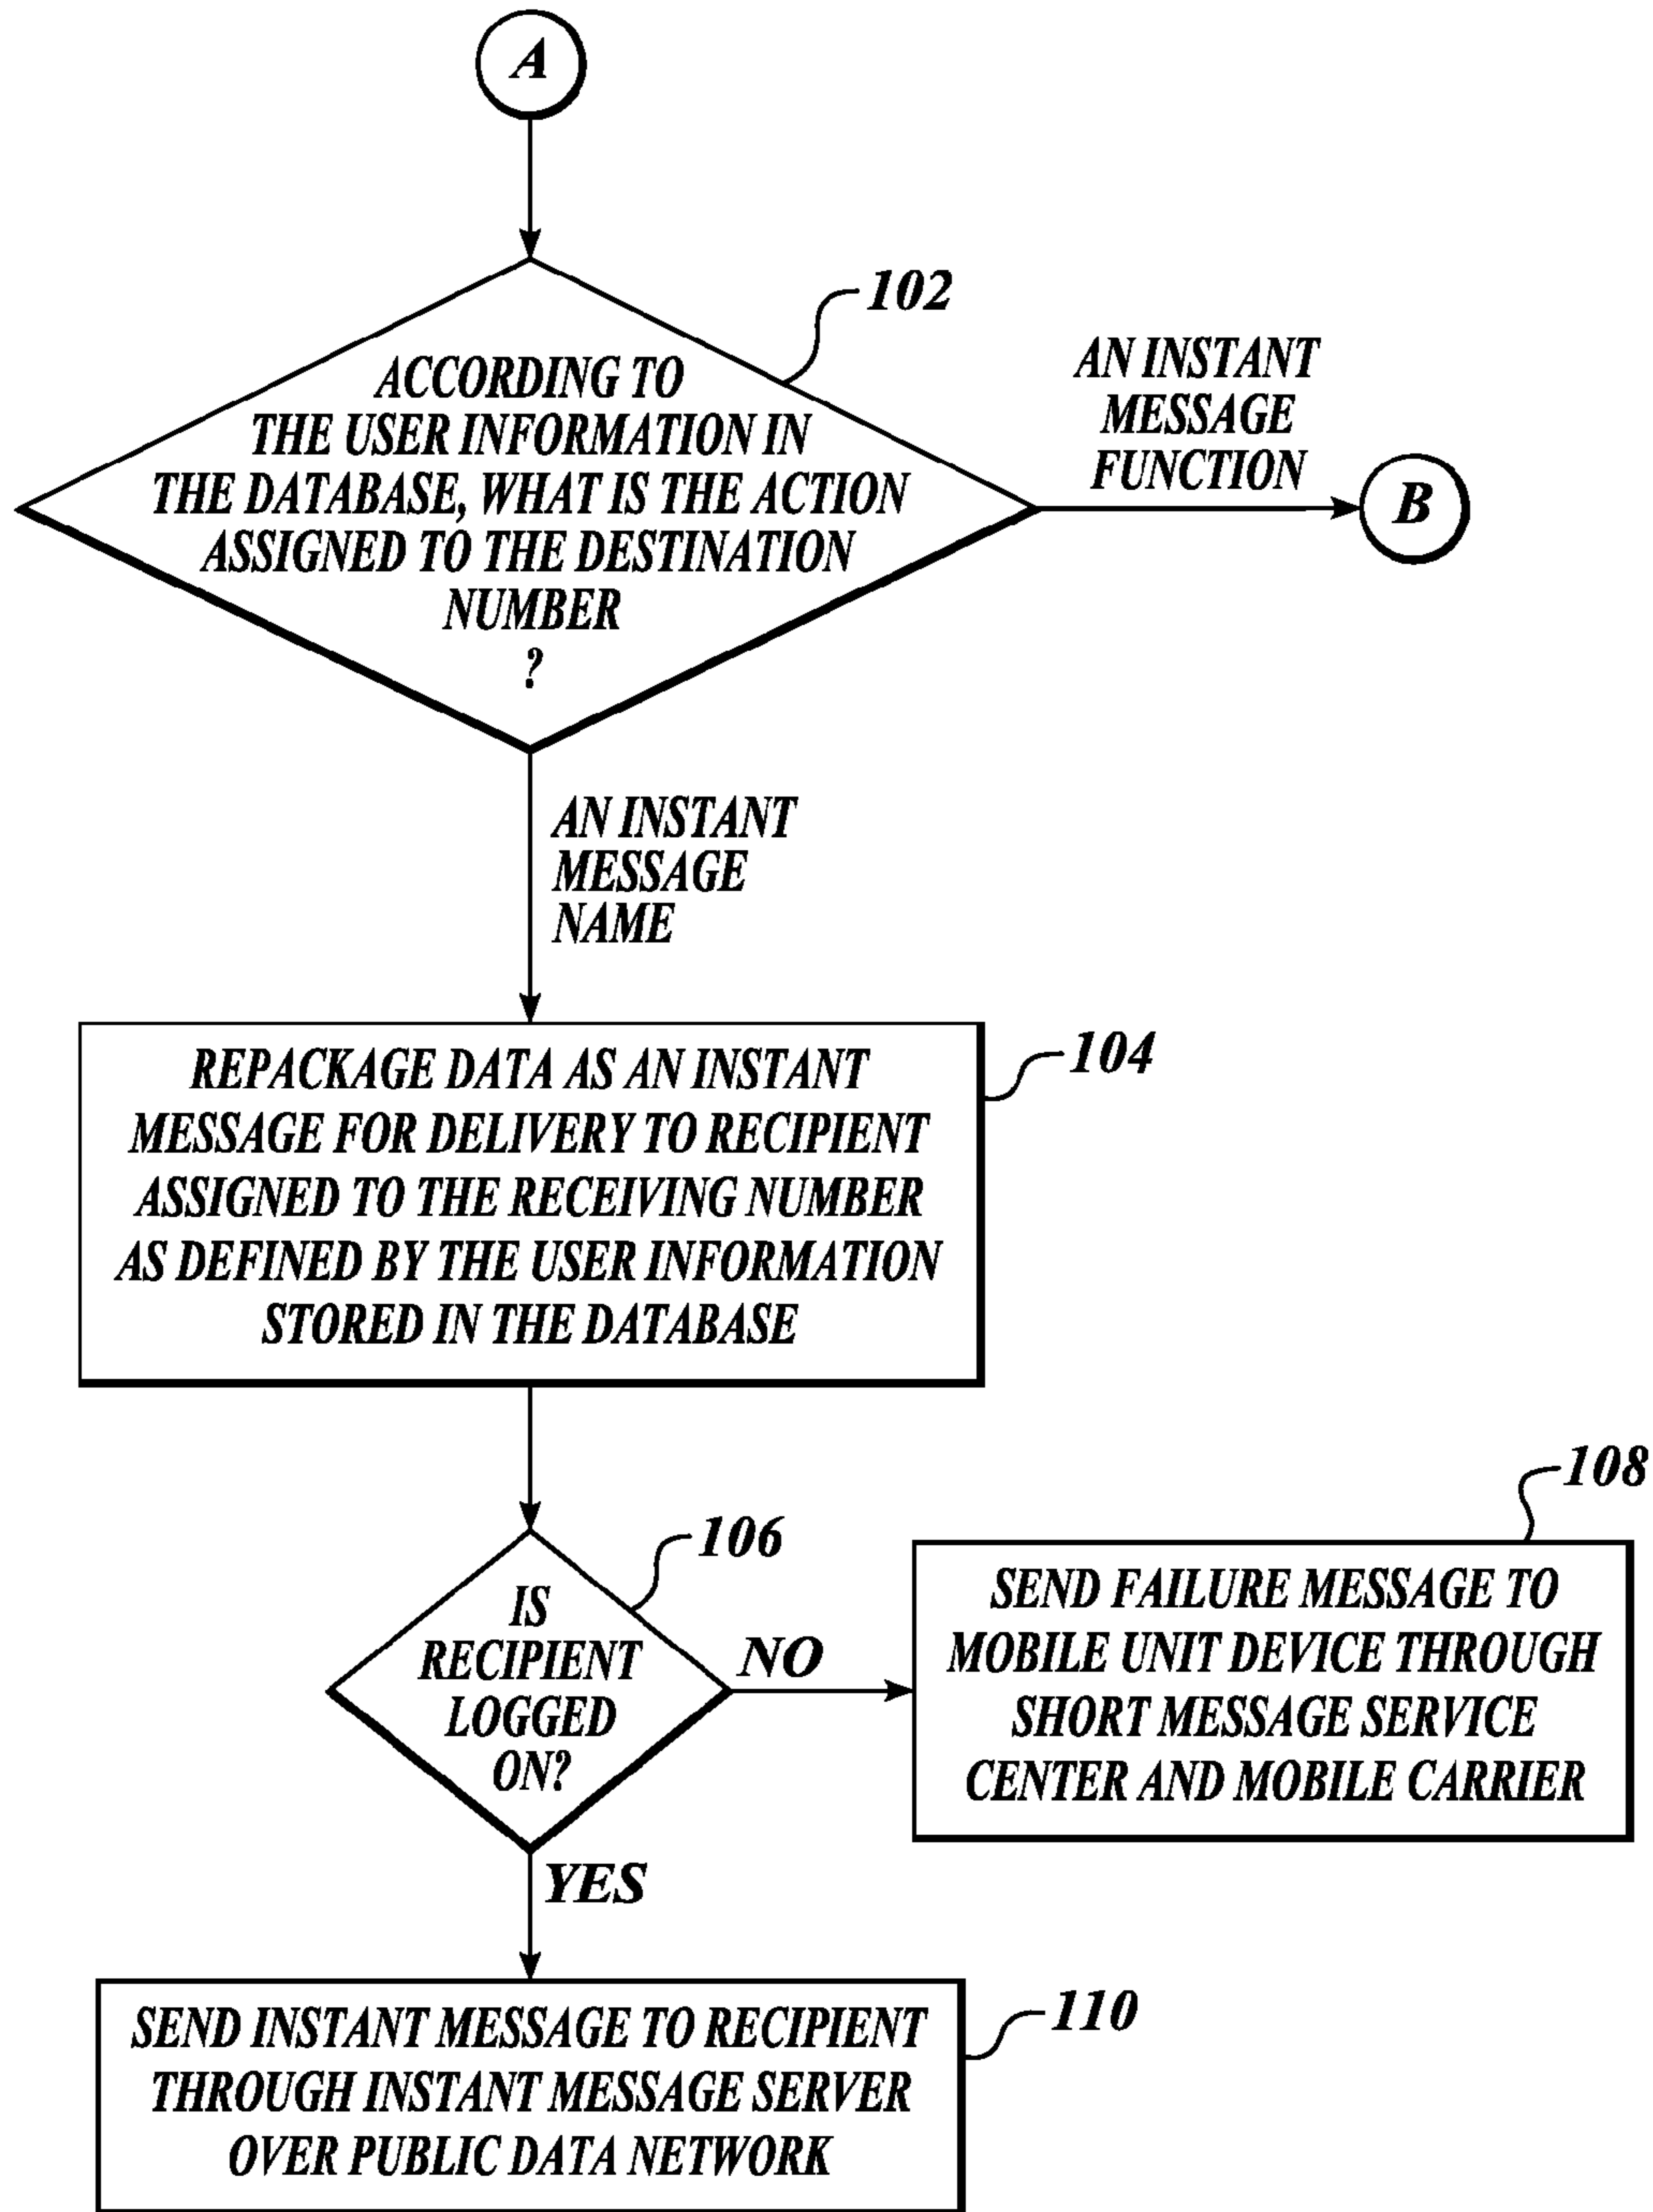 A
102
ACCORDING TO
THE USER INFORMATION IN
THE DATABASE, WHAT IS THE ACTION
ASSIGNED TO THE DESTINATION
NUMBER
?
AN INSTANT
MESSAGE
FUNCTION
B
AN INSTANT
MESSAGE
NAME
104
REPACKAGE DATA AS AN INSTANT
MESSAGE FOR DELIVERY TO RECIPIENT
ASSIGNED TO THE RECEIVING NUMBER
AS DEFINED BY THE USER INFORMATION
STORED IN THE DATABASE
106
IS
RECIPIENT
LOGGED
ON?
NO
108
SEND FAILURE MESSAGE TO
MOBILE UNIT DEVICE THROUGH
SHORT MESSAGE SERVICE
CENTER AND MOBILE CARRIER
YES
110
SEND INSTANT MESSAGE TO RECIPIENT
THROUGH INSTANT MESSAGE SERVER
OVER PUBLIC DATA NETWORK